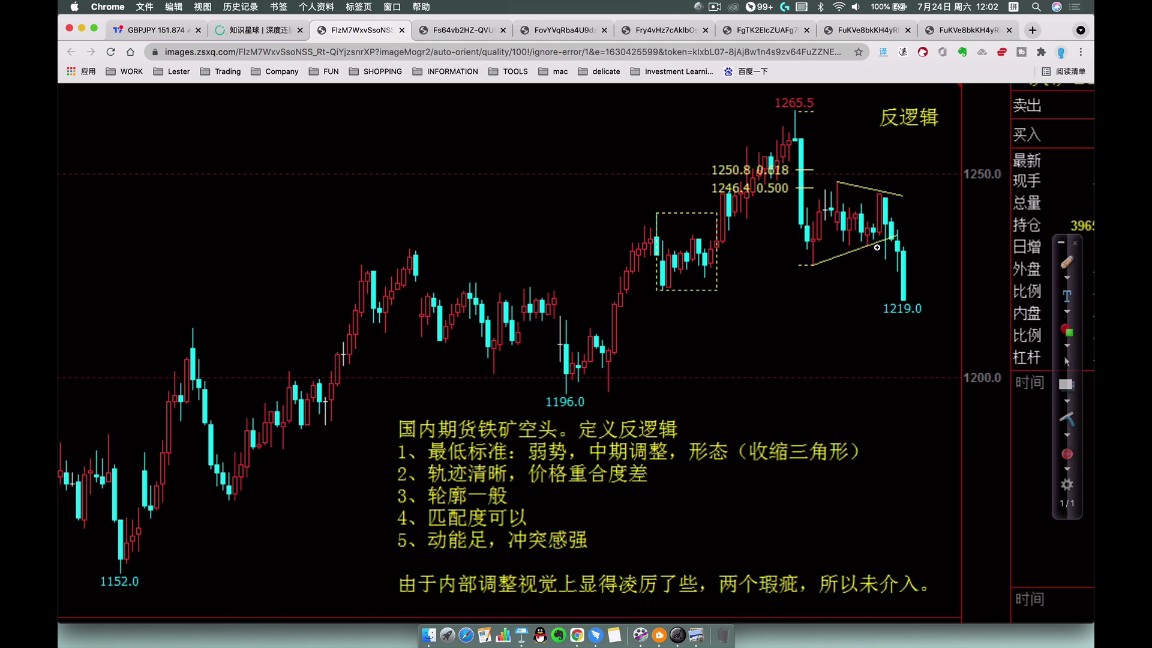 Chrome 文件 编辑 视图 历史记录 书签 个人资料 标签页 窗口 帮助
99+ 100% 7月24日 周六 12:02
GBPJPY 151.874
知识星球 | 深度连接
FIzM7WxvSsoNSS
Fs64vb2HZ-QVU
FovYVqRba4U9d
Fry4vHz7cAklbO
FgTK2EIcZUAFg7
FuKVe8bkKH4yR
FuKVe8bkKH4yR
images.zsxq.com/FIzM7WxvSsoNSS_Rt-QiYjzsnrXP?imageMogr2/auto-orient/quality/100!/ignore-error/1&e=1630425599&token=kIxbL07-8jAj8w1n4s9zv64FuZZNE...
应用 WORK Lester Trading Company FUN SHOPPING INFORMATION TOOLS mac delicate Investment Learni... 百度一下 阅读清单
1265.5
反逻辑
1250.8 0.618
1246.4 0.500
1250.0
1219.0
1200.0
1196.0
1152.0
卖出
买入
最新
现手
总量
持仓 3965
日增
外盘
比例
内盘
比例
杠杆
时间
时间
1/1
国内期货铁矿空头。定义反逻辑
1、最低标准：弱势，中期调整，形态（收缩三角形）
2、轨迹清晰，价格重合度差
3、轮廓一般
4、匹配度可以
5、动能足，冲突感强
由于内部调整视觉上显得凌厉了些，两个瑕疵，所以未介入。